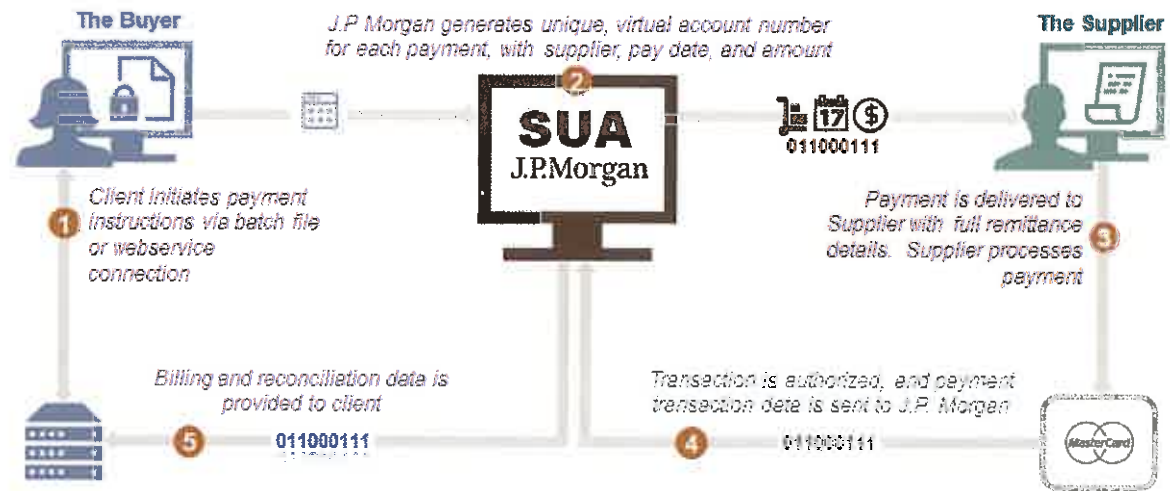 The Buyer
J.P. Morgan generates unique, virtual account number
for each payment, with supplier, pay date, and amount
The Supplier
2
SUA
J.P.Morgan
17 $
011000111
1
Client initiates payment
instructions via batch file
or webservice
connection
Payment is delivered to
Supplier with full remittance
details. Supplier processes
payment
3
Billing and reconciliation data is
provided to client
5
011000111
Transaction is authorized, and payment
transaction data is sent to J.P. Morgan
4
011000111
MasterCard